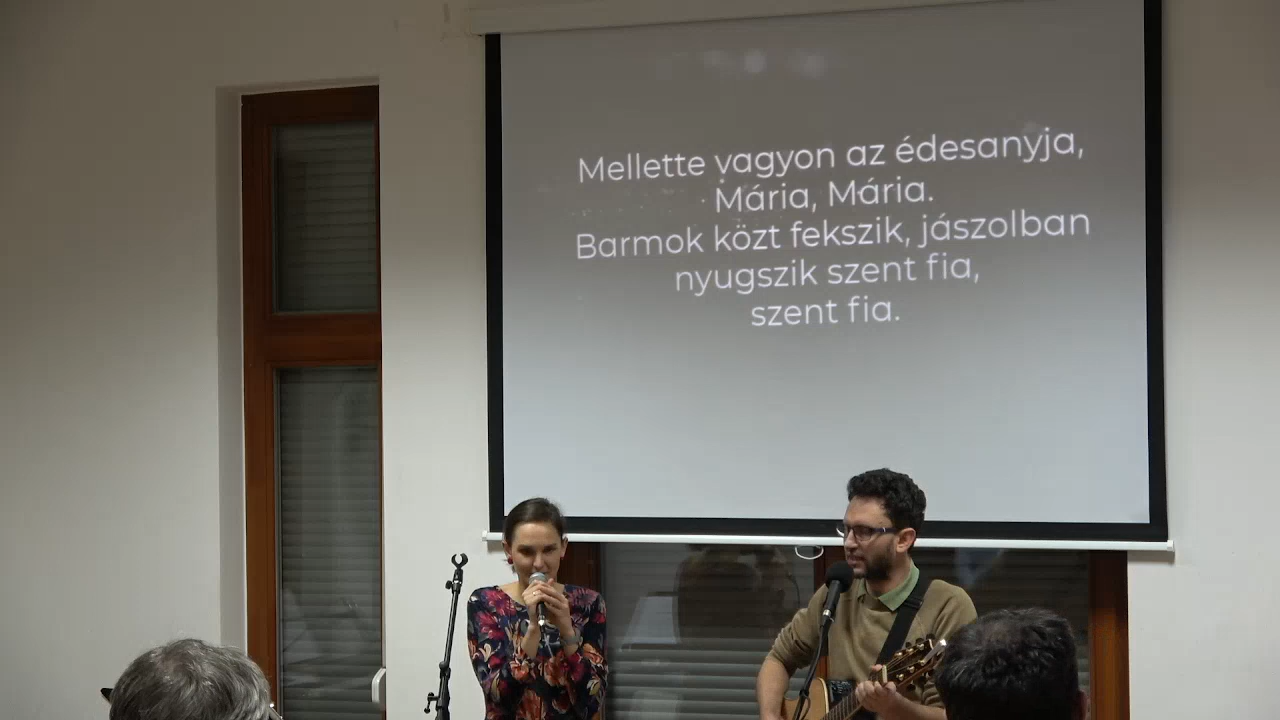 Mellette vagyon az édesanyja,
Mária, Mária.
Barmok közt fekszik, jászolban
nyugszik szent fia,
szent fia.